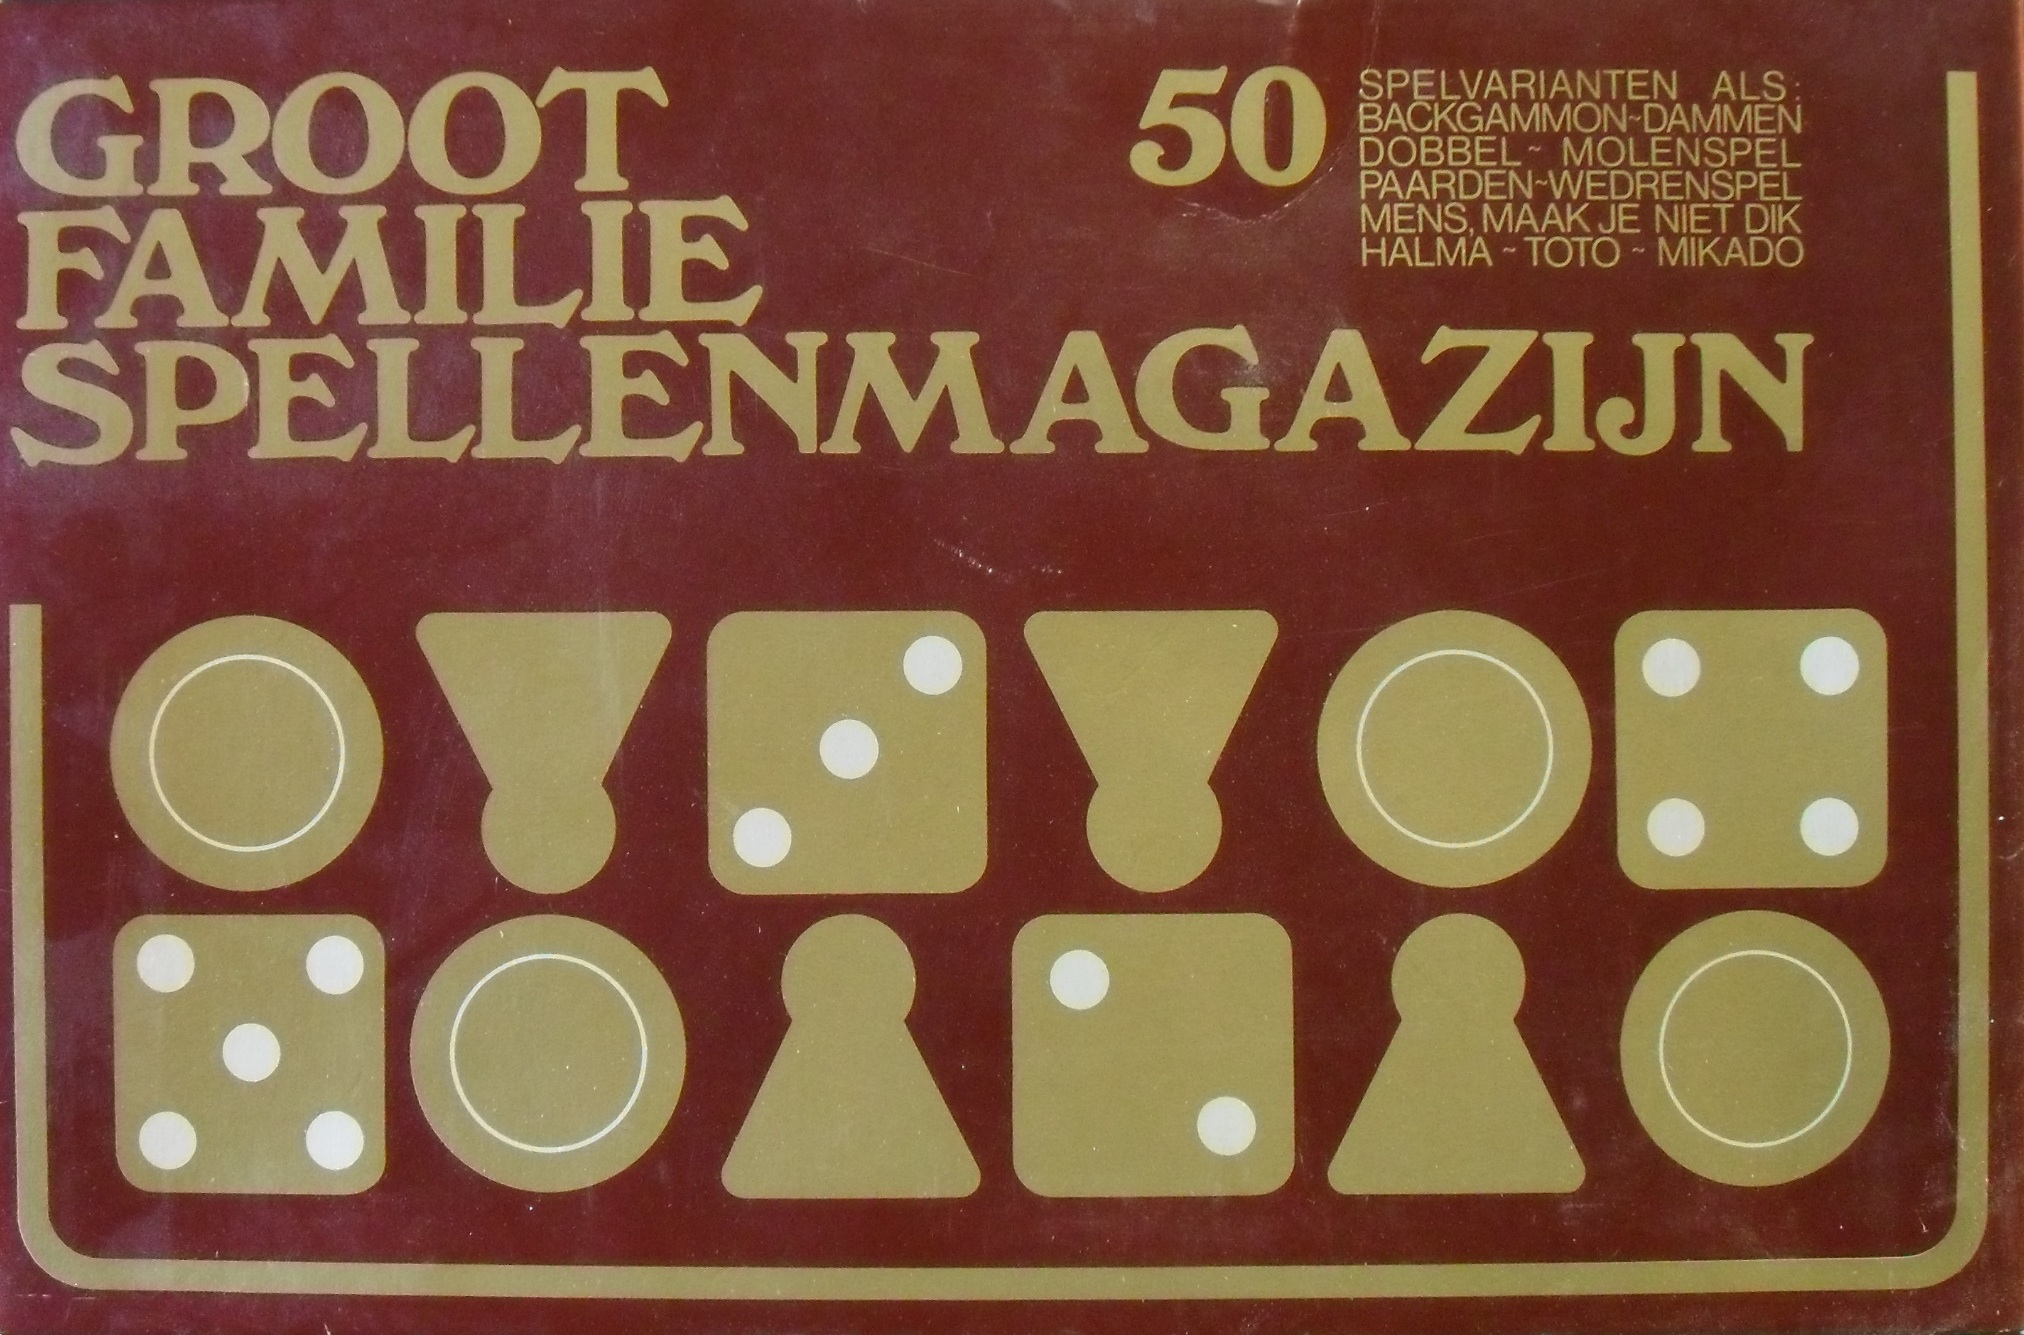 GROOT
FAMILIE
SPELLENMAGAZIJN
50
SPELVARIANTEN ALS:
BACKGAMMON~DAMMEN
DOBBEL~ MOLENSPEL
PAARDEN~WEDRENSPEL
MENS, MAAK JE NIET DIK
HALMA ~ TOTO ~ MIKADO